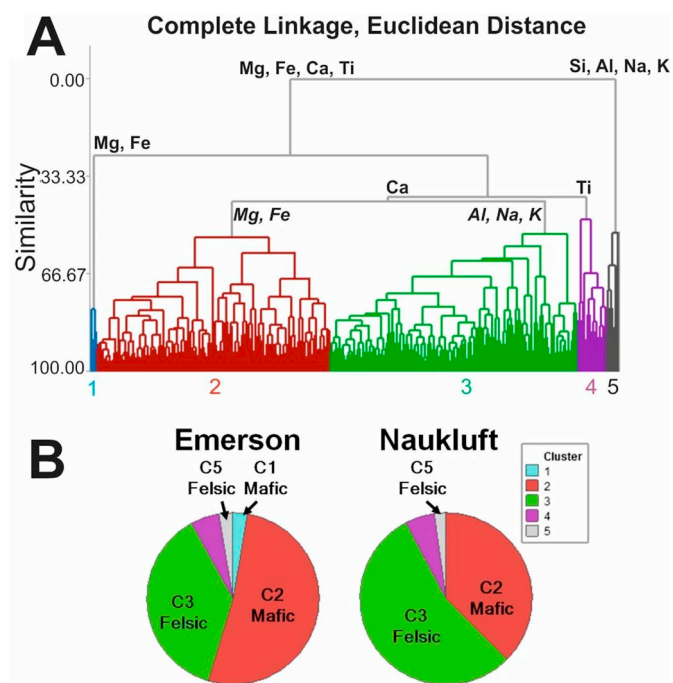 A
Complete Linkage, Euclidean Distance
Mg, Fe, Ca, Ti
Si, Al, Na, K
0.00
Mg, Fe
33.33
Ca
Ti
Mg, Fe
Al, Na, K
Similarity
66.67
100.00
1
2
3
4
5
B
Emerson
Naukluft
C5
Felsic
C1
Mafic
C5
Felsic
Cluster
1
2
3
4
5
C3
Felsic
C2
Mafic
C3
Felsic
C2
Mafic